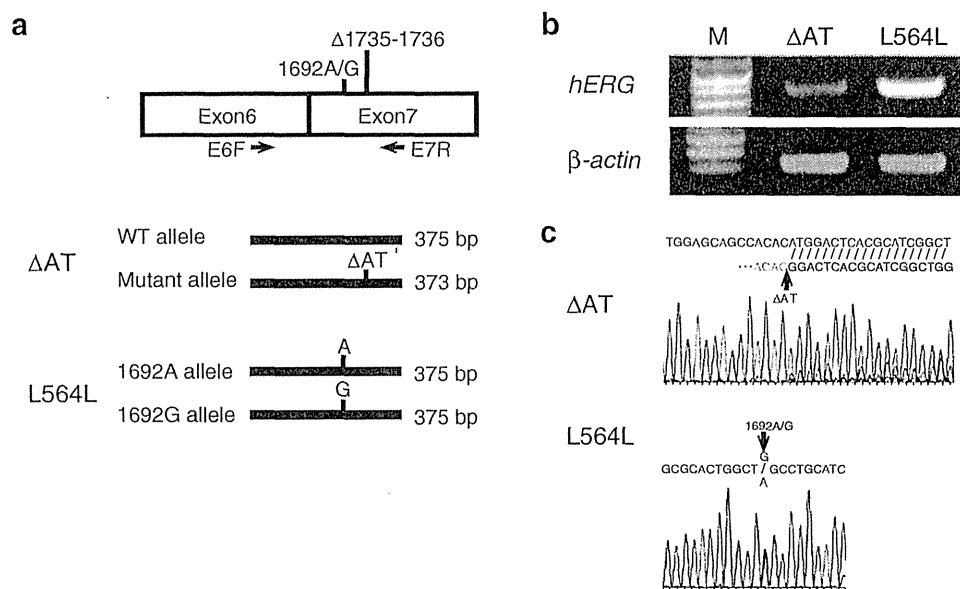 a
Δ1735-1736
1692A/G
Exon6
Exon7
E6F
E7R
ΔAT
WT allele
375 bp
ΔAT
Mutant allele
373 bp
L564L
A
1692A allele
375 bp
G
1692G allele
375 bp
b
M ΔAT L564L
hERG
β-actin
c
TGGAGCAGCCACACATGGACTCACGCATCGGCT
···ACACGGACTCACGCATCGGCTGG
ΔAT
ΔAT
L564L
1692A/G
G
GCGCACTGGCT / GCCTGCATC
A